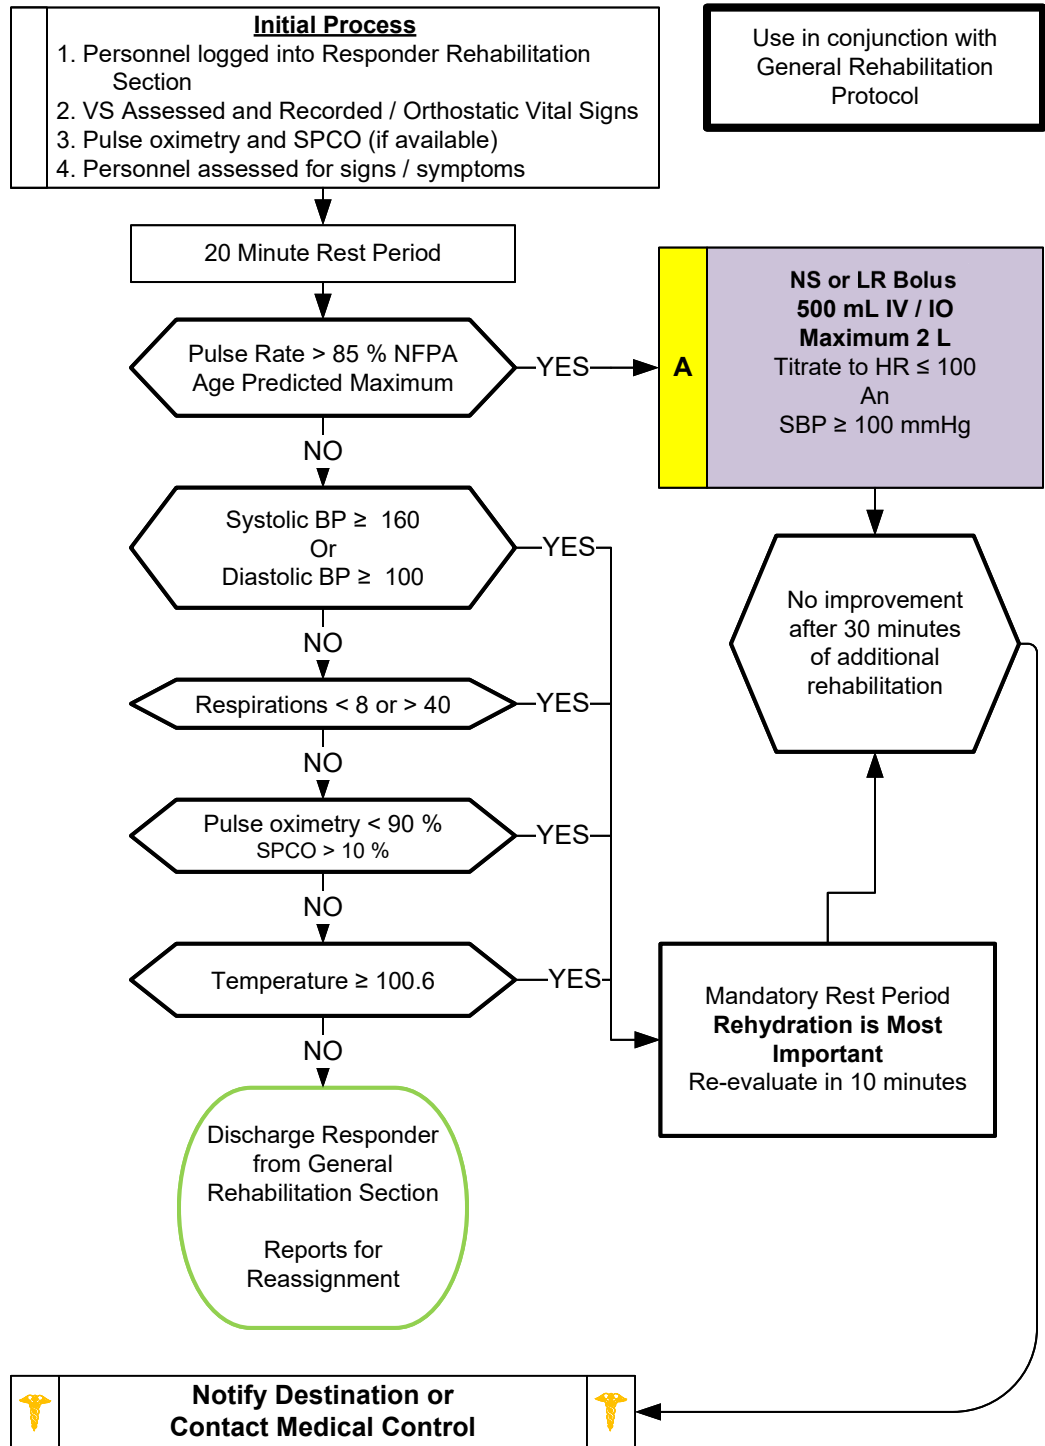 Initial Process
1. Personnel logged into Responder Rehabilitation
Section
2. VS Assessed and Recorded / Orthostatic Vital Signs
3. Pulse oximetry and SPCO (if available)
4. Personnel assessed for signs / symptoms
Use in conjunction with
General Rehabilitation
Protocol
20 Minute Rest Period
Pulse Rate > 85 % NFPA
Age Predicted Maximum
YES
A
NS or LR Bolus
500 mL IV / IO
Maximum 2 L
Titrate to HR ≤ 100
An
SBP ≥ 100 mmHg
NO
Systolic BP ≥ 160
Or
Diastolic BP ≥ 100
YES
No improvement
after 30 minutes
of additional
rehabilitation
NO
Respirations < 8 or > 40
YES
NO
Pulse oximetry < 90 %
SPCO > 10 %
YES
NO
Temperature ≥ 100.6
YES
Mandatory Rest Period
Rehydration is Most
Important
Re-evaluate in 10 minutes
NO
Discharge Responder
from General
Rehabilitation Section
Reports for
Reassignment
Notify Destination or
Contact Medical Control